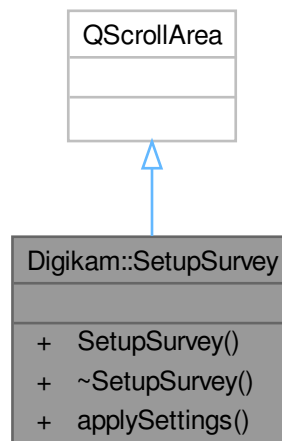 QScrollArea
Digikam::SetupSurvey
+ SetupSurvey()
+ ~SetupSurvey()
+ applySettings()